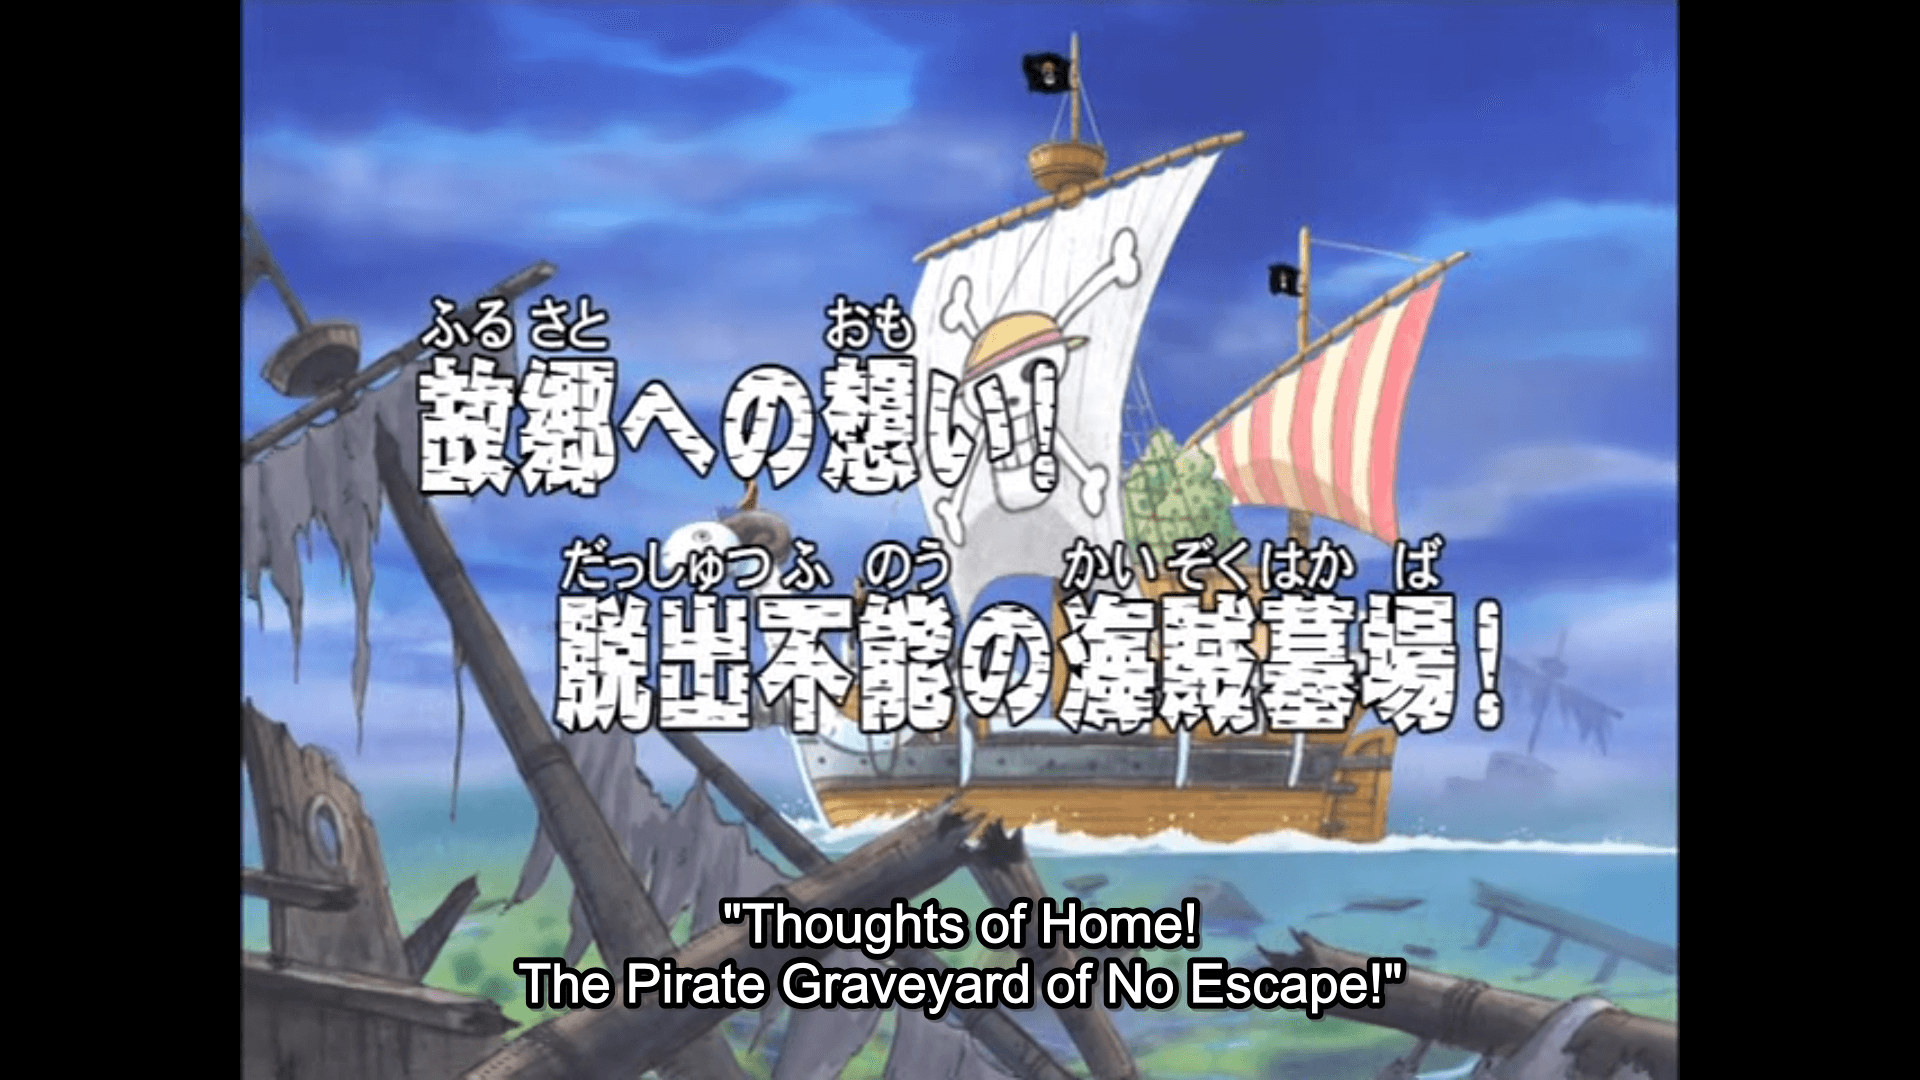 ふるさと おも
故郷への想い!
だっしゅつふのう かいぞくはかば
脱出不能の海賊墓場!
"Thoughts of Home!
The Pirate Graveyard of No Escape!"